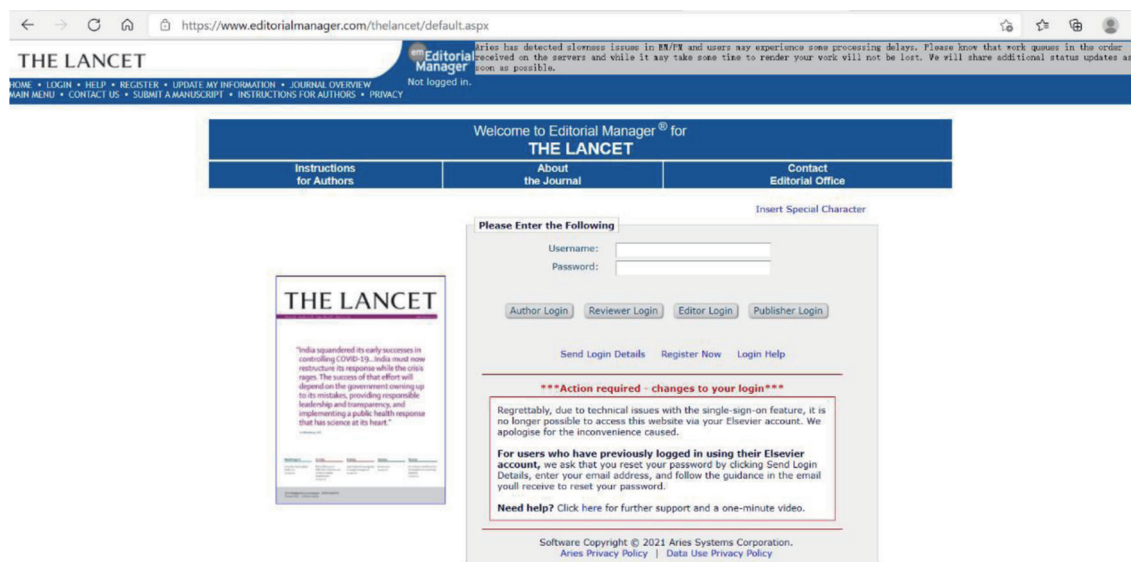 https://www.editorialmanager.com/thelancet/default.aspx
THE LANCET
em Editorial Manager
Aries has detected slowness issues in EM/PM and users may experience some processing delays. Please know that work queues in the order
received on the servers and while it may take some time to render your work will not be lost. We will share additional status updates as
soon as possible.
Not logged in.
HOME • LOGIN • HELP • REGISTER • UPDATE MY INFORMATION • JOURNAL OVERVIEW
MAIN MENU • CONTACT US • SUBMIT A MANUSCRIPT • INSTRUCTIONS FOR AUTHORS • PRIVACY
Welcome to Editorial Manager ® for
THE LANCET
Instructions for Authors
About the Journal
Contact Editorial Office
Insert Special Character
Please Enter the Following
Username:
Password:
Author Login Reviewer Login Editor Login Publisher Login
Send Login Details Register Now Login Help
THE LANCET
"India squandered its early successes in
controlling COVID-19...India must now
restructure its response while the crisis
rages. The success of that effort will
depend on the government owning up
to its mistakes, providing responsible
leadership and transparency, and
implementing a public health response
that has science at its heart."
***Action required - changes to your login***
Regrettably, due to technical issues with the single-sign-on feature, it is
no longer possible to access this website via your Elsevier account. We
apologise for the inconvenience caused.
For users who have previously logged in using their Elsevier
account, we ask that you reset your password by clicking Send Login
Details, enter your email address, and follow the guidance in the email
youll receive to reset your password.
Need help? Click here for further support and a one-minute video.
Software Copyright © 2021 Aries Systems Corporation.
Aries Privacy Policy | Data Use Privacy Policy